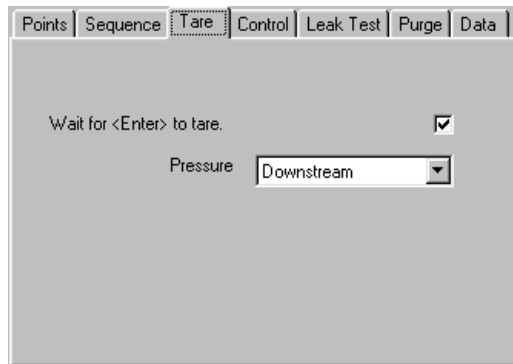 Points Sequence Tare Control Leak Test Purge Data
Wait for <Enter> to tare.
Pressure Downstream